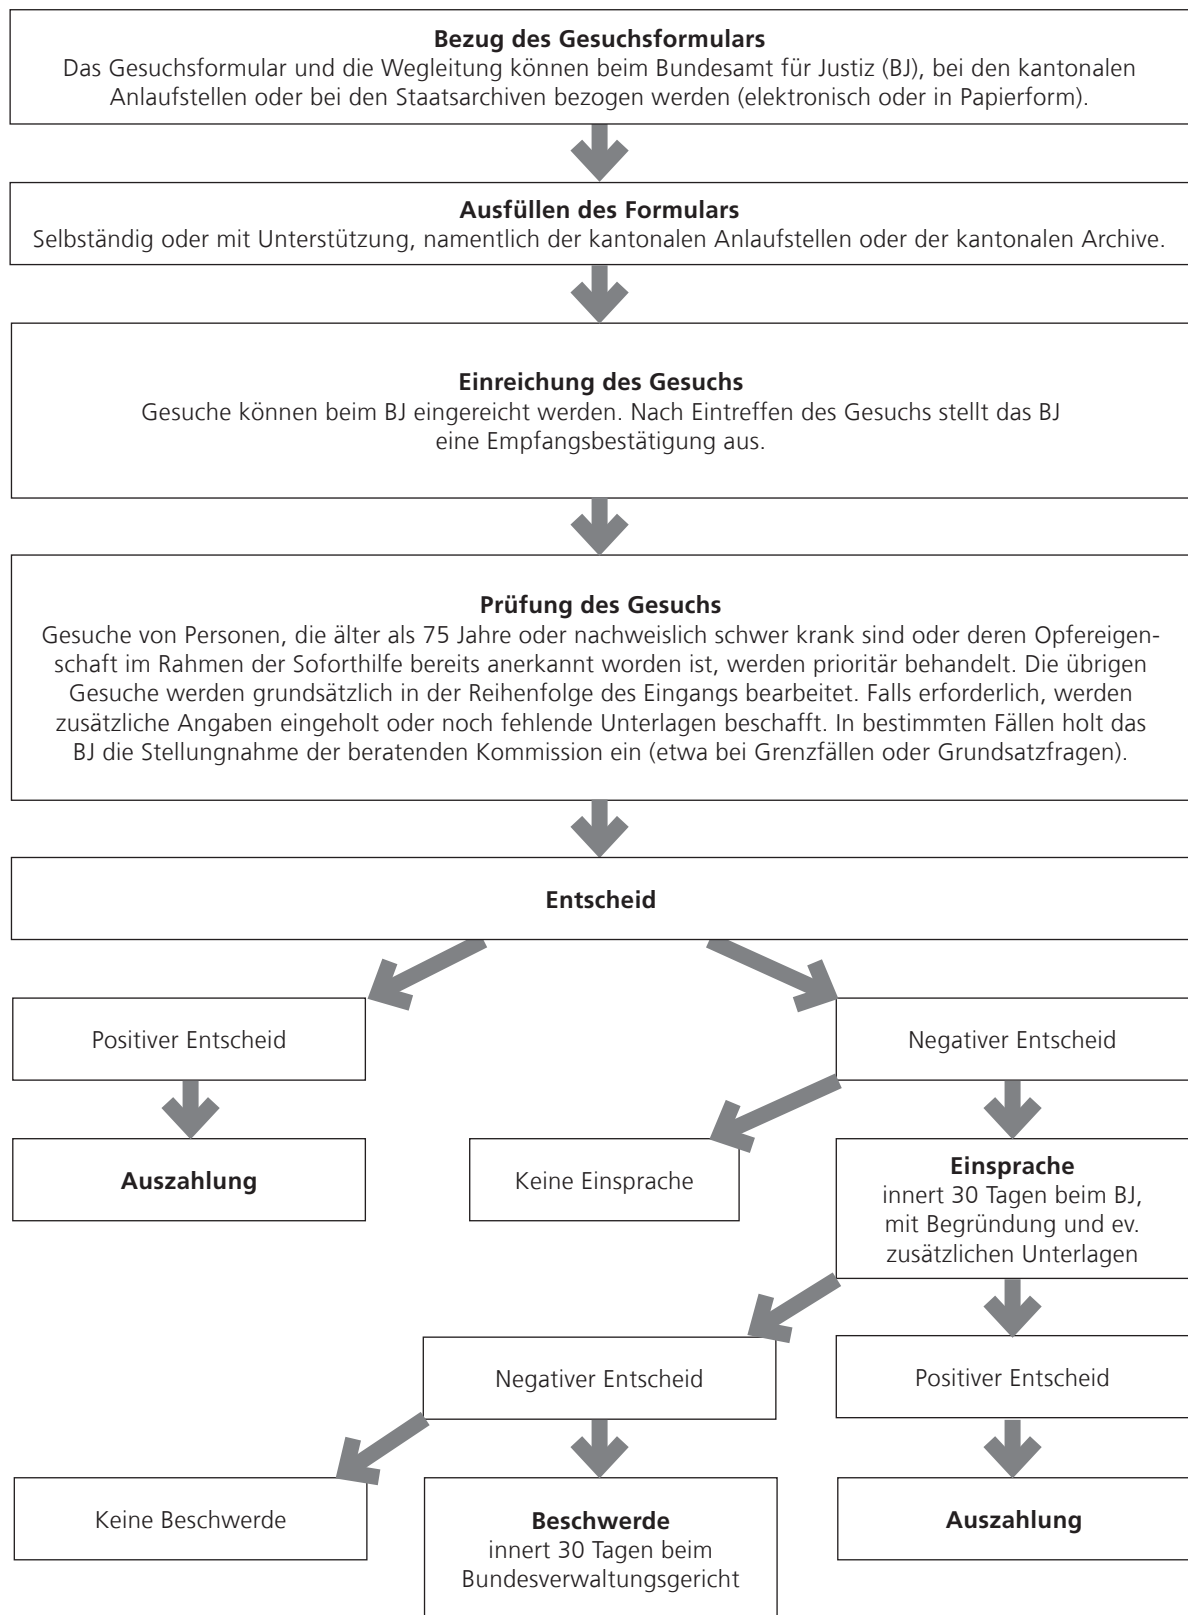 Bezug des Gesuchsformulars
Das Gesuchsformular und die Wegleitung können beim Bundesamt für Justiz (BJ), bei den kantonalen
Anlaufstellen oder bei den Staatsarchiven bezogen werden (elektronisch oder in Papierform).
Ausfüllen des Formulars
Selbständig oder mit Unterstützung, namentlich der kantonalen Anlaufstellen oder der kantonalen Archive.
Einreichung des Gesuchs
Gesuche können beim BJ eingereicht werden. Nach Eintreffen des Gesuchs stellt das BJ
eine Empfangsbestätigung aus.
Prüfung des Gesuchs
Gesuche von Personen, die älter als 75 Jahre oder nachweislich schwer krank sind oder deren Opfereigen-
schaft im Rahmen der Soforthilfe bereits anerkannt worden ist, werden prioritär behandelt. Die übrigen
Gesuche werden grundsätzlich in der Reihenfolge des Eingangs bearbeitet. Falls erforderlich, werden
zusätzliche Angaben eingeholt oder noch fehlende Unterlagen beschafft. In bestimmten Fällen holt das
BJ die Stellungnahme der beratenden Kommission ein (etwa bei Grenzfällen oder Grundsatzfragen).
Entscheid
Positiver Entscheid
Negativer Entscheid
Auszahlung
Keine Einsprache
Einsprache
innert 30 Tagen beim BJ,
mit Begründung und ev.
zusätzlichen Unterlagen
Negativer Entscheid
Positiver Entscheid
Keine Beschwerde
Beschwerde
innert 30 Tagen beim
Bundesverwaltungsgericht
Auszahlung